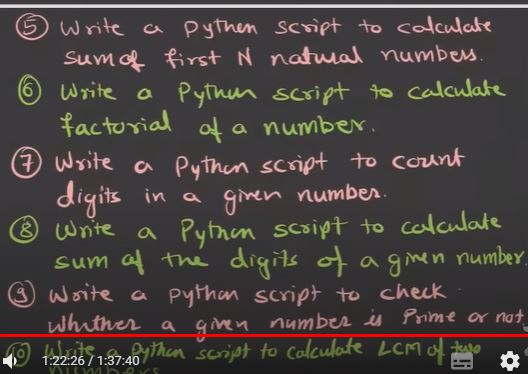 ⑤ Write a Python script to calculate
sum of first N natural numbers.
⑥ Write a Python script to calculate
factorial of a number.
⑦ Write a Python script to count
digits in a given number.
⑧ Write a Python script to calculate
sum of the digits of a given number.
⑨ Write a Python script to check
whether a given number is Prime or not.
⑩ Write a Python script to calculate LCM of two
numbers
1:22:26 / 1:37:40